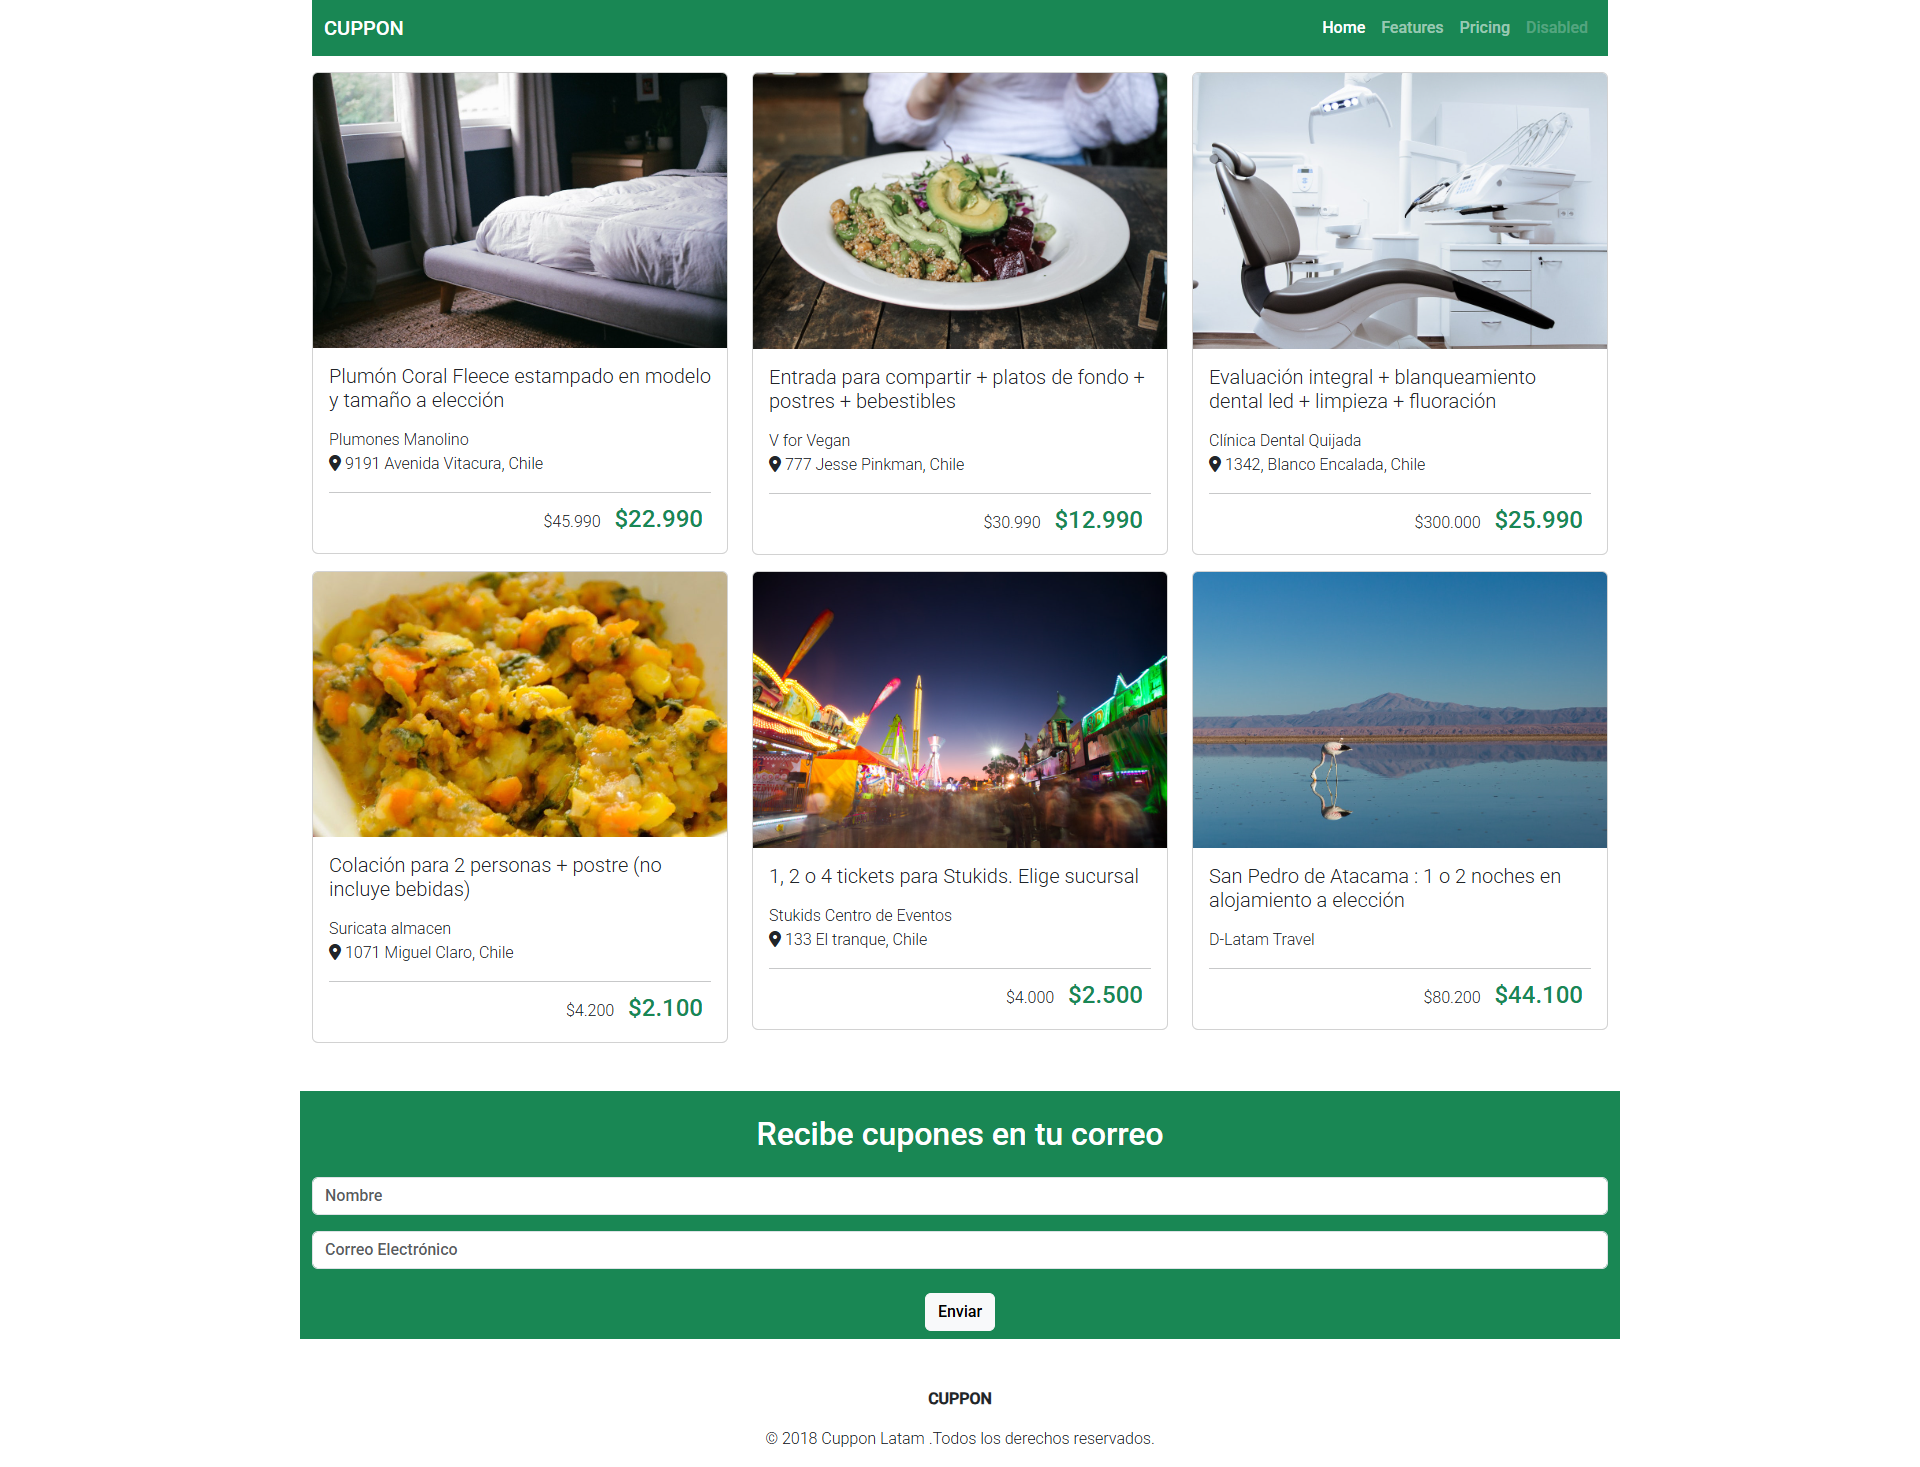 CUPPON
Home Features Pricing Disabled
Plumón Coral Fleece estampado en modelo
y tamaño a elección
Plumones Manolino
9191 Avenida Vitacura, Chile
$45.990 $22.990
Entrada para compartir + platos de fondo +
postres + bebestibles
V for Vegan
777 Jesse Pinkman, Chile
$30.990 $12.990
Evaluación integral + blanqueamiento
dental led + limpieza + fluoración
Clínica Dental Quijada
1342, Blanco Encalada, Chile
$300.000 $25.990
Colación para 2 personas + postre (no
incluye bebidas)
Suricata almacen
1071 Miguel Claro, Chile
$4.200 $2.100
1, 2 o 4 tickets para Stukids. Elige sucursal
Stukids Centro de Eventos
133 El tranque, Chile
$4.000 $2.500
San Pedro de Atacama : 1 o 2 noches en
alojamiento a elección
D-Latam Travel
$80.200 $44.100
Recibe cupones en tu correo
Nombre
Correo Electrónico
Enviar
CUPPON
© 2018 Cuppon Latam .Todos los derechos reservados.